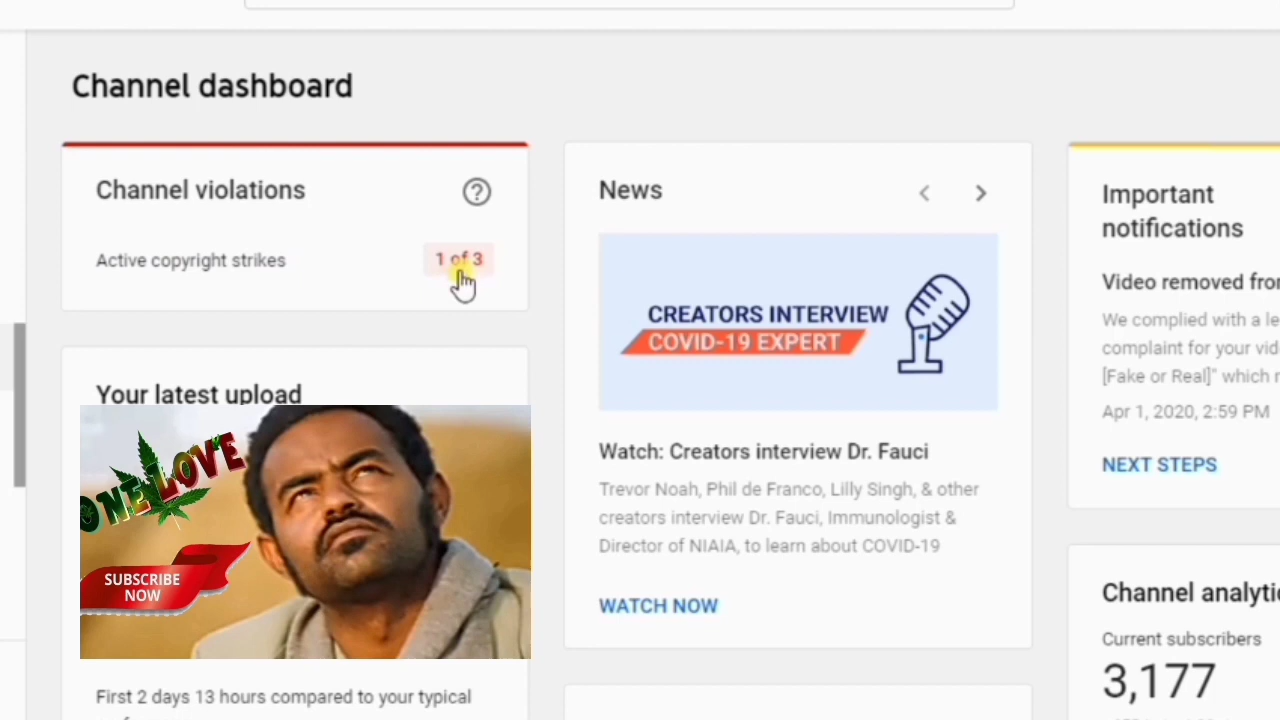 Channel dashboard
Channel violations
Active copyright strikes
1 of 3
Your latest upload
ONE LOVE
SUBSCRIBE
NOW
First 2 days 13 hours compared to your typical
News
CREATORS INTERVIEW
COVID-19 EXPERT
Watch: Creators interview Dr. Fauci
Trevor Noah, Phil de Franco, Lilly Singh, & other
creators interview Dr. Fauci, Immunologist &
Director of NIAIA, to learn about COVID-19
WATCH NOW
Important
notifications
Video removed
We complied with a
complaint for your
[Fake or Real]" which
Apr 1, 2020, 2:59 PM
NEXT STEPS
Channel
Current subscribers
3,177